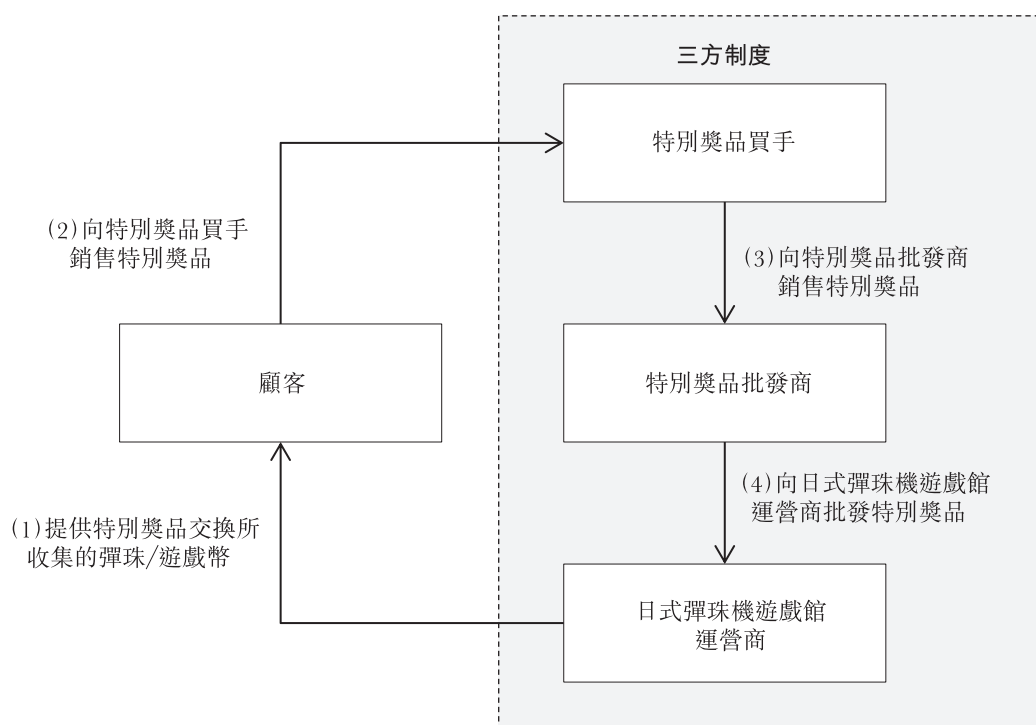 三方制度
特別獎品買手
(2)向特別獎品買手
銷售特別獎品
(3)向特別獎品批發商
銷售特別獎品
顧客
特別獎品批發商
(4)向日式彈珠機遊戲館
運營商批發特別獎品
(1)提供特別獎品交換所
收集的彈珠/遊戲幣
日式彈珠機遊戲館
運營商